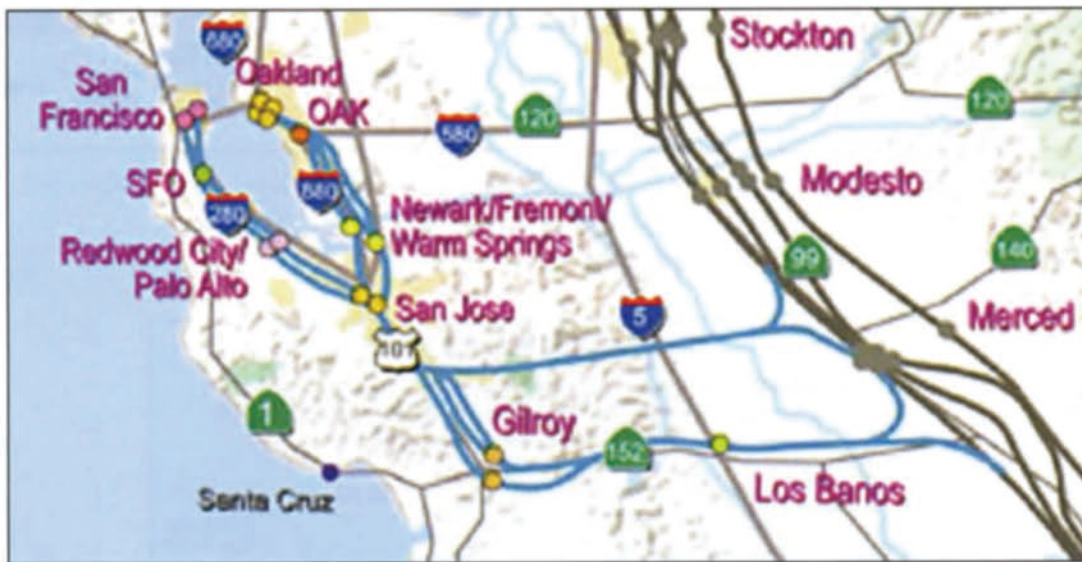 Stockton
Oakland
San
Francisco
OAK
580
120
120
SFO
880
280
Modesto
Newark/Fremont/
Warm Springs
Redwood City/
Palo Alto
99
140
San Jose
5
Merced
101
1
Gilroy
152
Santa Cruz
Los Banos